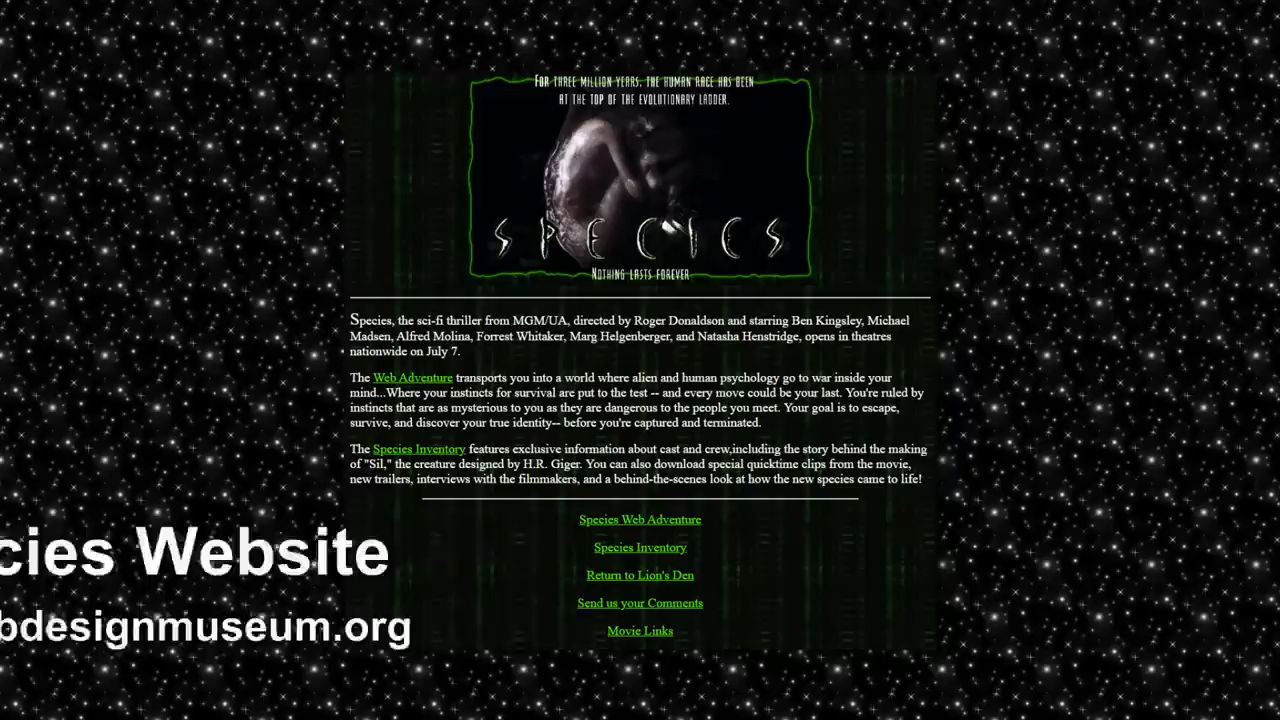 FOR THREE MILLION YEARS, THE HUMAN RACE HAS BEEN
AT THE TOP OF THE EVOLUTIONARY LADDER.
SPECIES
NOTHING LASTS FOREVER
Species, the sci-fi thriller from MGM/UA, directed by Roger Donaldson and starring Ben Kingsley, Michael
Madsen, Alfred Molina, Forrest Whitaker, Marg Helgenberger, and Natasha Henstridge, opens in theatres
nationwide on July 7.
The Web Adventure transports you into a world where alien and human psychology go to war inside your
mind...Where your instincts for survival are put to the test -- and every move could be your last. You're ruled by
instincts that are as mysterious to you as they are dangerous to the people you meet. Your goal is to escape,
survive, and discover your true identity-- before you're captured and terminated.
The Species Inventory features exclusive information about cast and crew,including the story behind the making
of "Sil," the creature designed by H.R. Giger. You can also download special quicktime clips from the movie,
new trailers, interviews with the filmmakers, and a behind-the-scenes look at how the new species came to life!
Species Web Adventure
Species Inventory
Return to Lion's Den
Send us your Comments
Movie Links
cies Website
bdesignmuseum.org